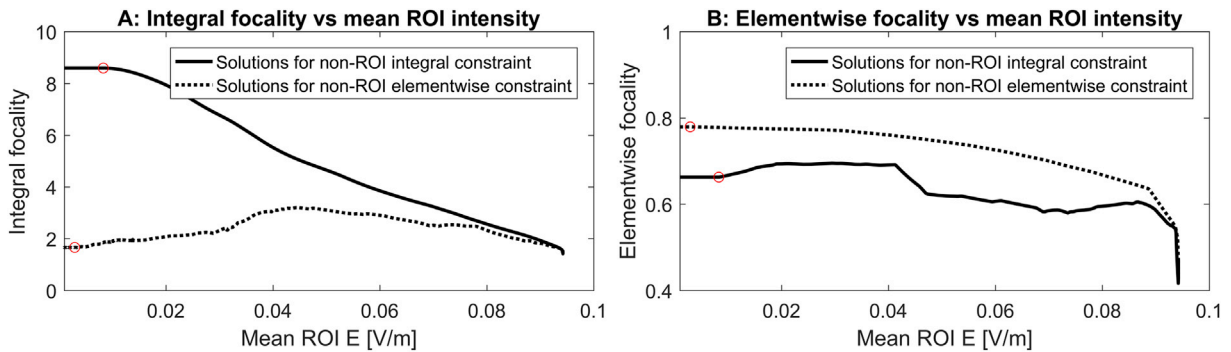 A: Integral focality vs mean ROI intensity
10
8
6
4
2
0
Integral focality
Solutions for non-ROI integral constraint
Solutions for non-ROI elementwise constraint
0.02
0.04
0.06
0.08
0.1
Mean ROI E [V/m]
B: Elementwise focality vs mean ROI intensity
1
0.8
0.6
0.4
Elementwise focality
Solutions for non-ROI integral constraint
Solutions for non-ROI elementwise constraint
0.02
0.04
0.06
0.08
0.1
Mean ROI E [V/m]